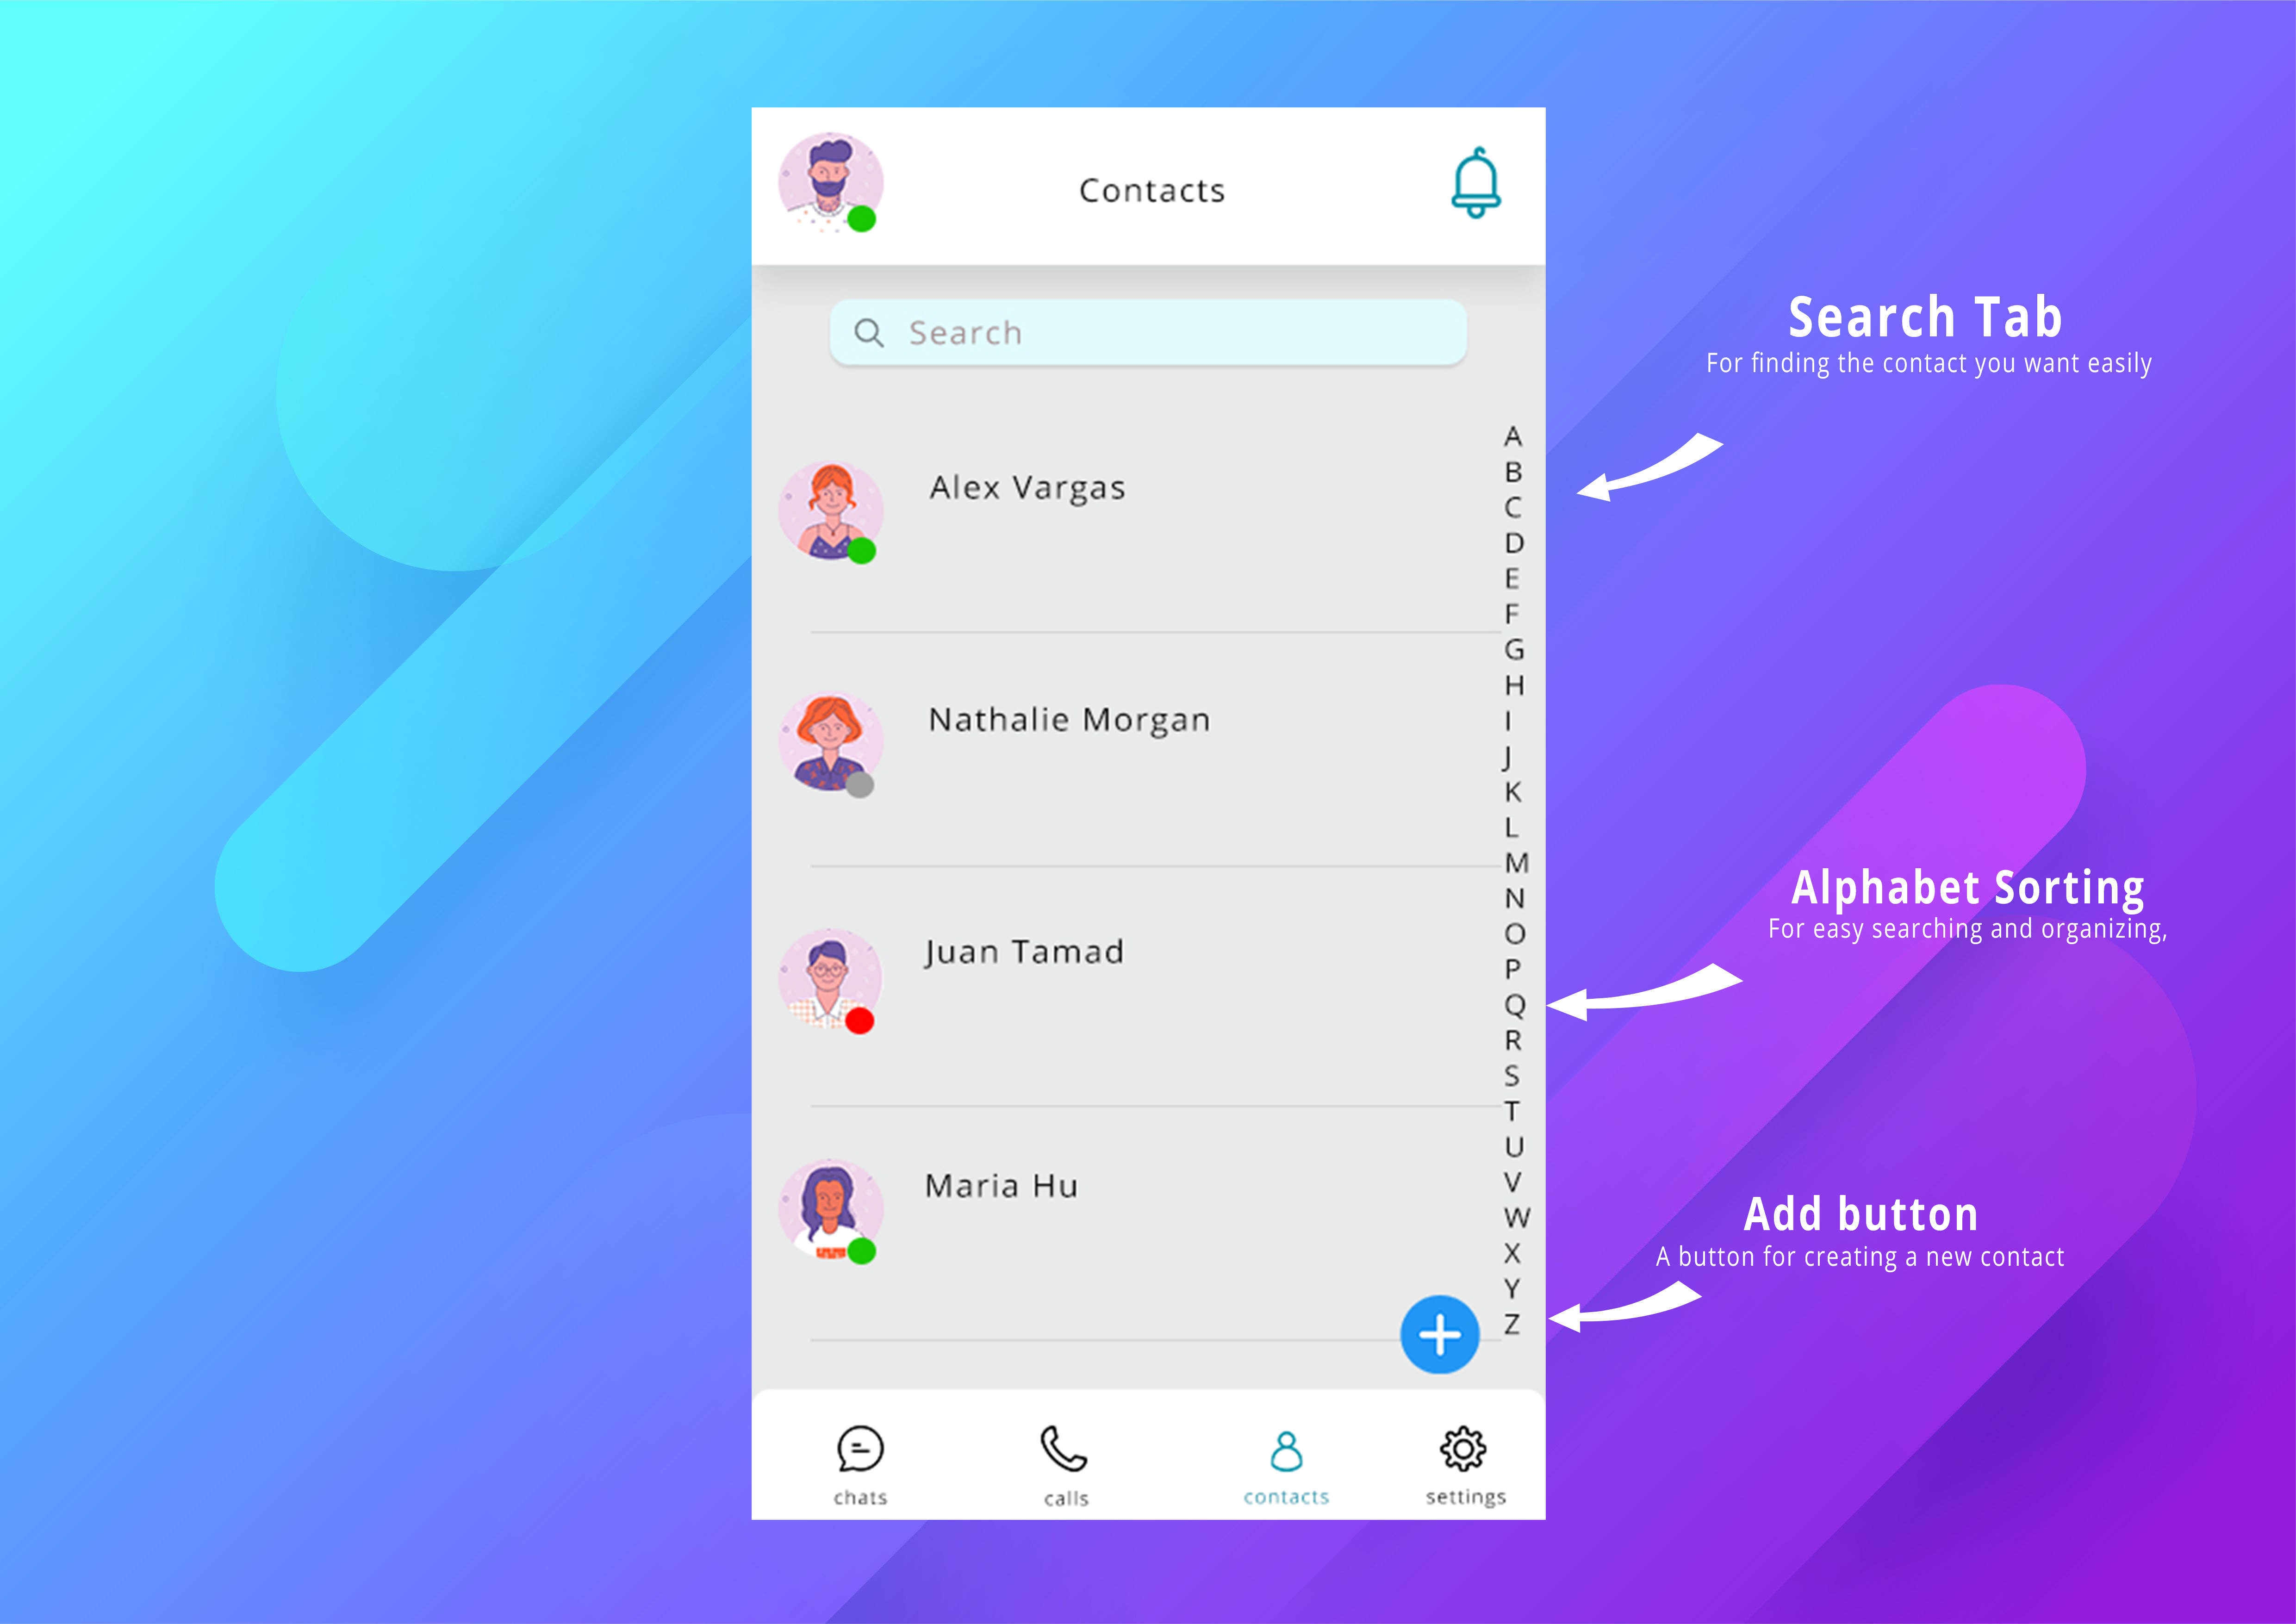 Contacts
Search
Alex Vargas
Nathalie Morgan
Juan Tamad
Maria Hu
A
B
C
D
E
F
G
H
I
J
K
L
M
N
O
P
Q
R
S
T
U
V
W
X
Y
Z
chats
calls
contacts
settings
Search Tab
For finding the contact you want easily
Alphabet Sorting
For easy searching and organizing,
Add button
A button for creating a new contact